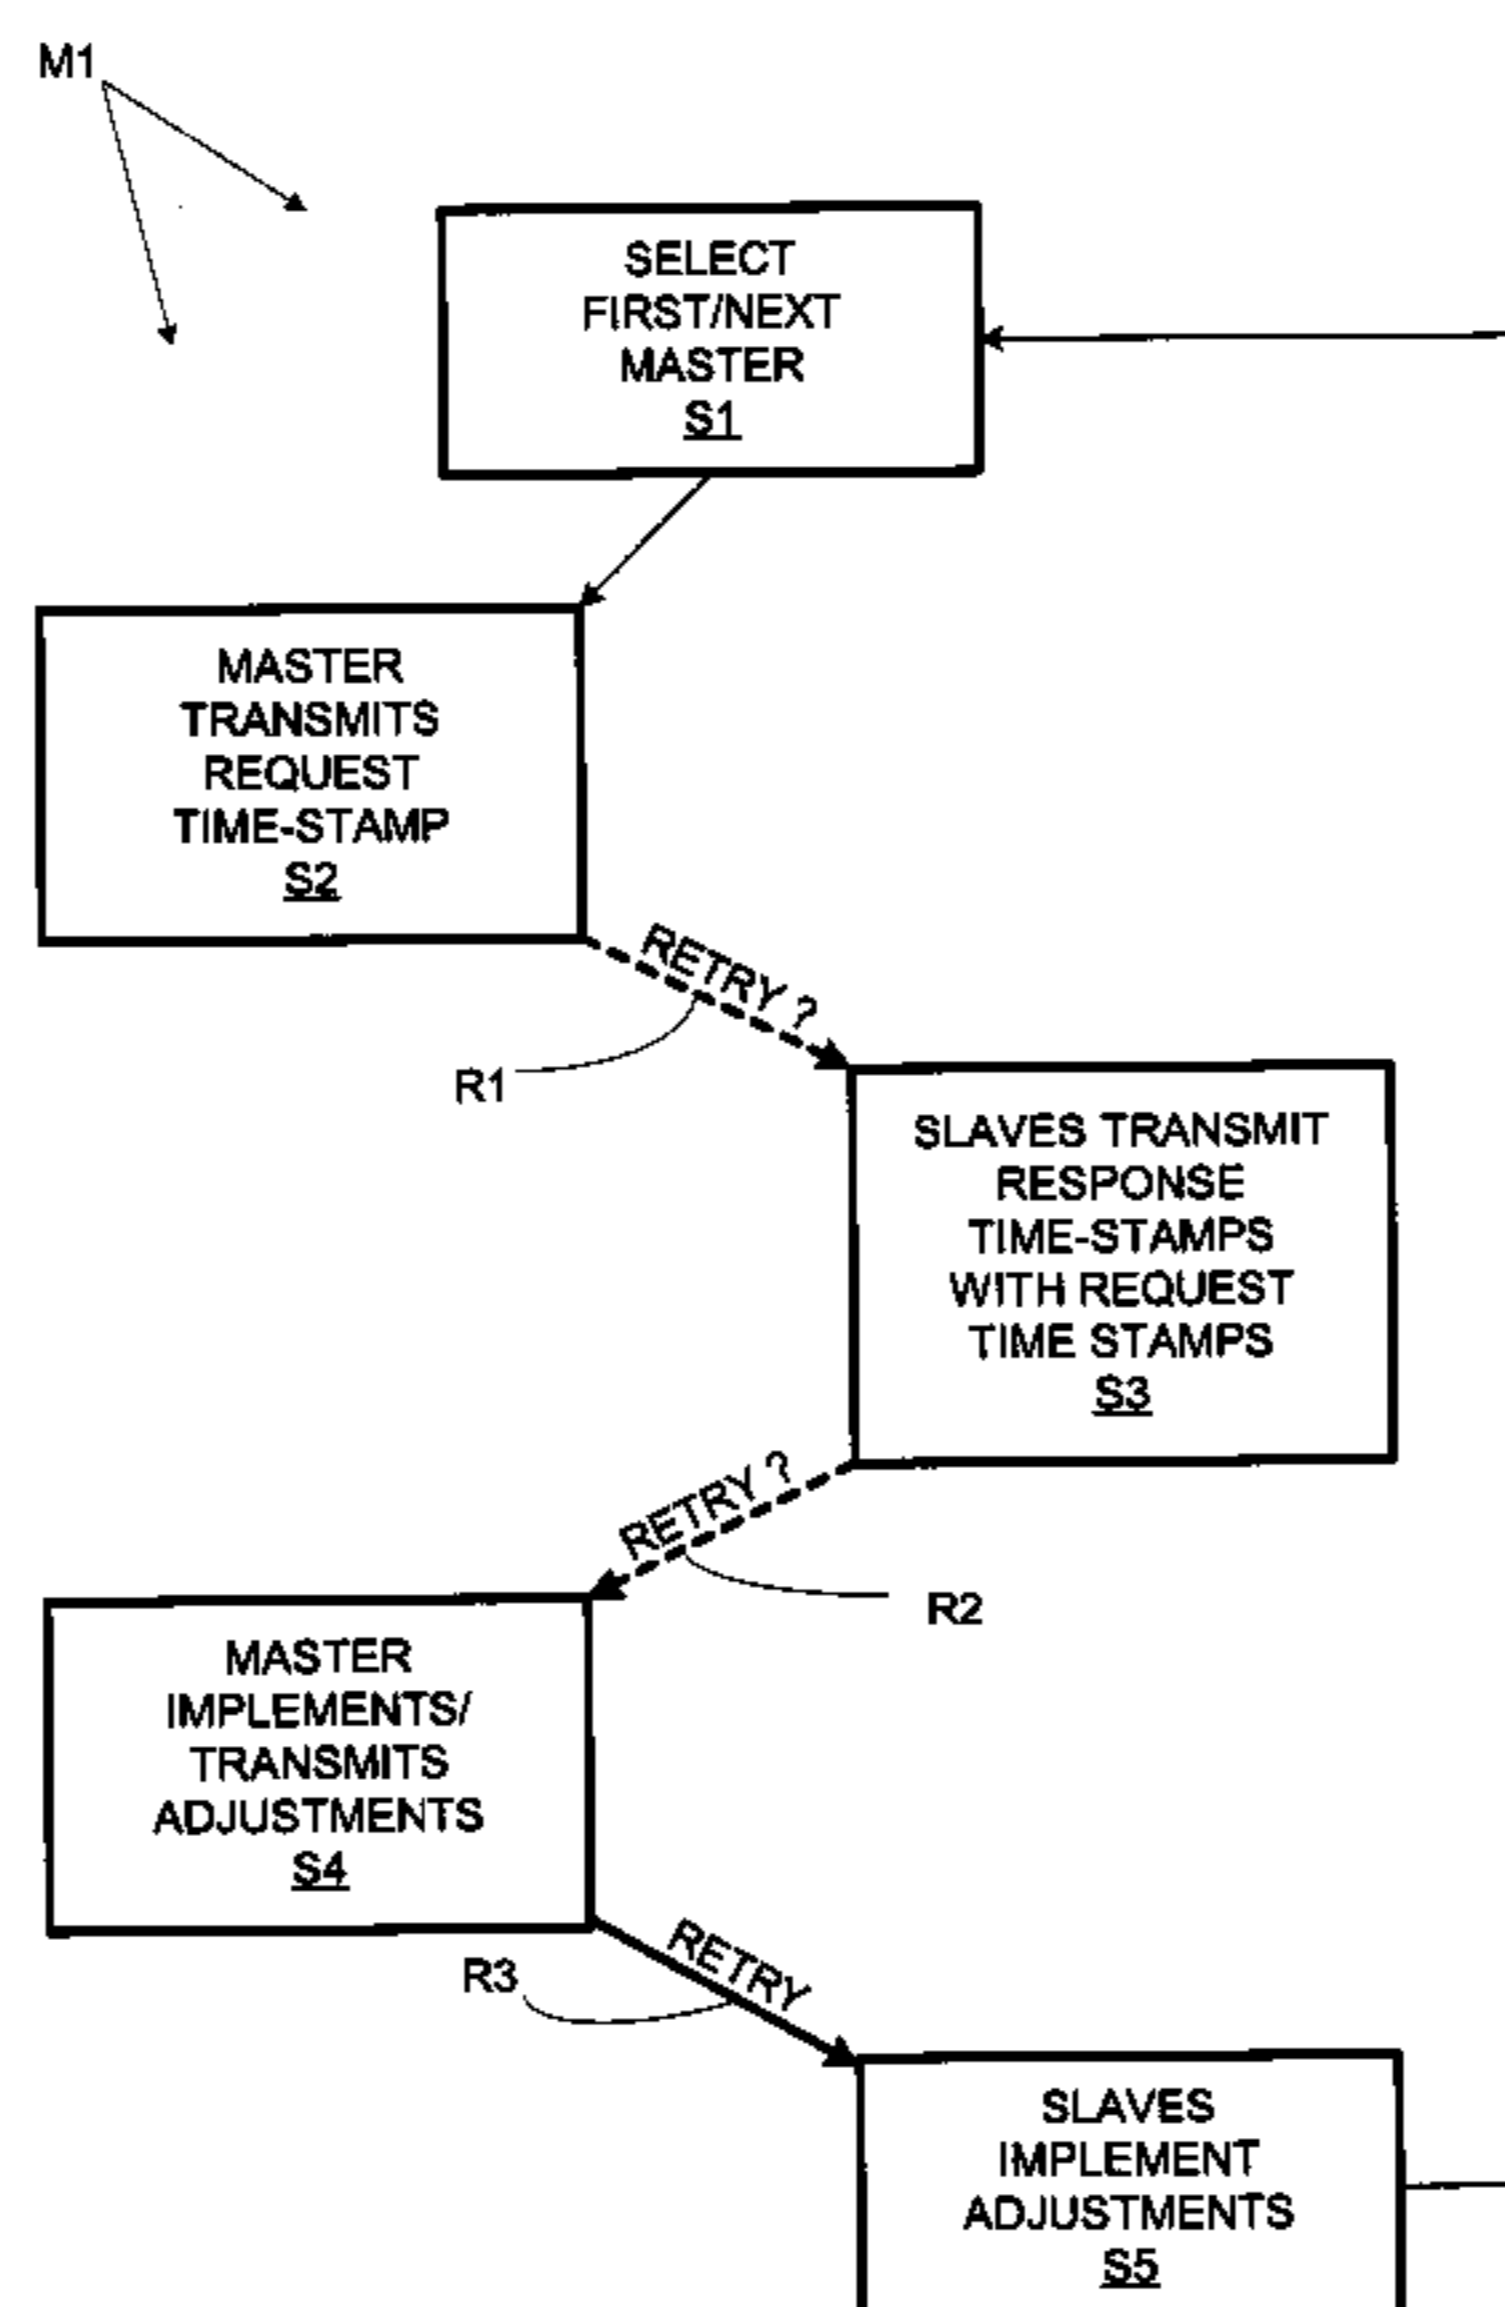 M1
SELECT
FIRST/NEXT
MASTER
S1
MASTER
TRANSMITS
REQUEST
TIME-STAMP
S2
RETRY ?
R1
SLAVES TRANSMIT
RESPONSE
TIME-STAMPS
WITH REQUEST
TIME STAMPS
S3
RETRY ?
R2
MASTER
IMPLEMENTS/
TRANSMITS
ADJUSTMENTS
S4
RETRY
R3
SLAVES
IMPLEMENT
ADJUSTMENTS
S5